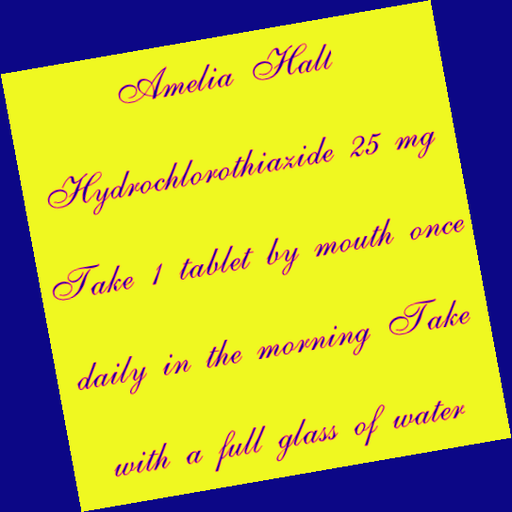 Amelia Halt
Hydrochlorothiazide 25 mg
Take 1 tablet by mouth once
daily in the morning Take
with a full glass of water